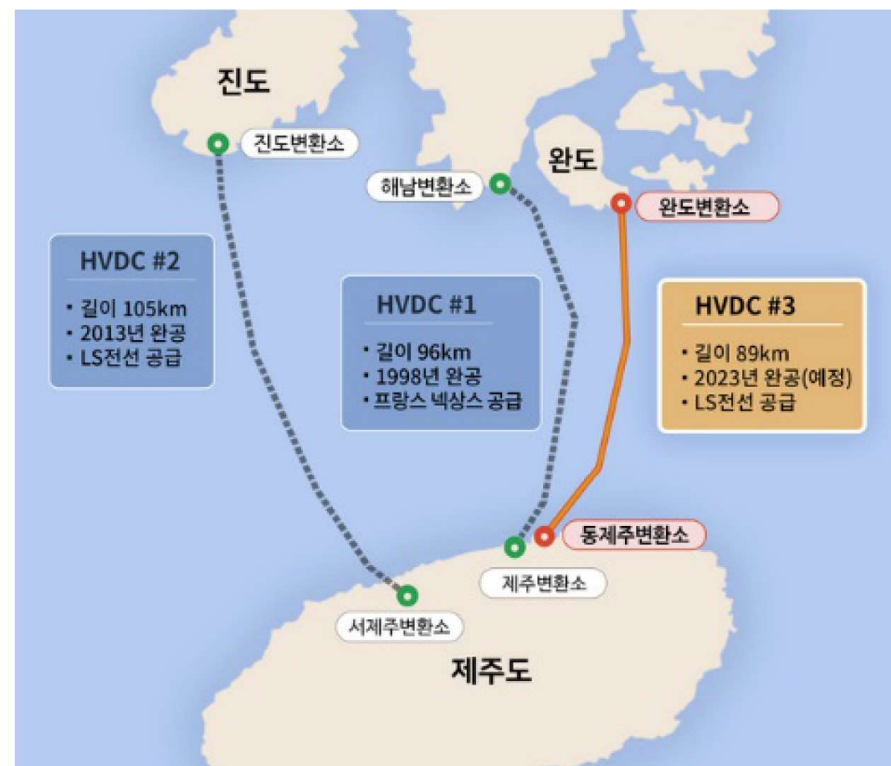 진도
진도변환소
완도
해남변환소
완도변환소
HVDC #2
• 길이 105km
• 2013년 완공
• LS전선 공급
HVDC #1
• 길이 96km
• 1998년 완공
• 프랑스 넥상스 공급
HVDC #3
• 길이 89km
• 2023년 완공(예정)
• LS전선 공급
동제주변환소
제주변환소
서제주변환소
제주도